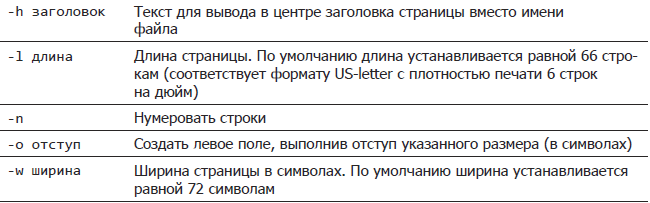 -h заголовок Текст для вывода в центре заголовка страницы вместо имени
файла
-l длина Длина страницы. По умолчанию длина устанавливается равной 66 стро-
кам (соответствует формату US-letter с плотностью печати 6 строк
на дюйм)
-n Нумеровать строки
-o отступ Создать левое поле, выполнив отступ указанного размера (в символах)
-w ширина Ширина страницы в символах. По умолчанию ширина устанавливается
равной 72 символам